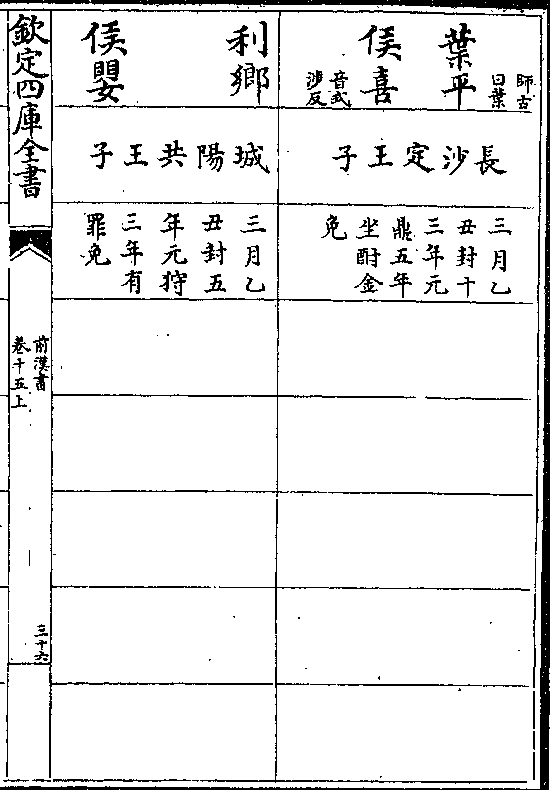 師古
曰葉
葉平
侯喜
音式
涉反
長沙定王子
三月乙
丑封十
三年元
鼎五年
坐酎金
免
利鄉
侯嬰
城陽共王子
三月乙
丑封五
年元狩
三年有
罪免
欽定四庫全書
前漢書
卷十五上
三十六